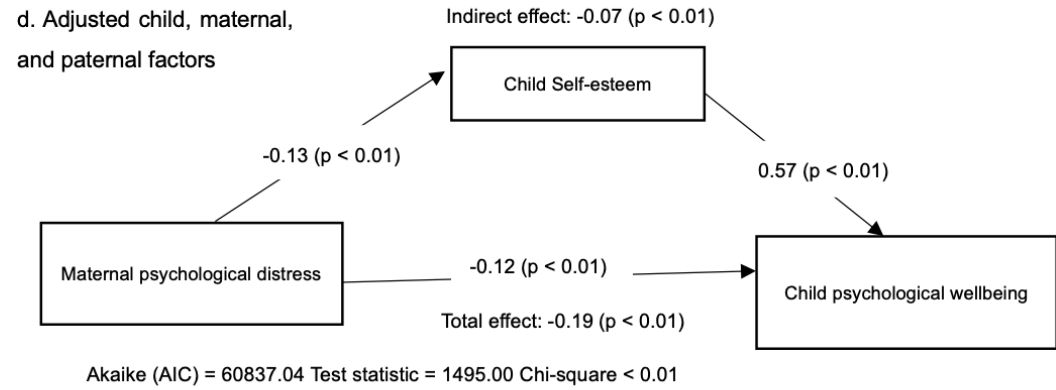 d. Adjusted child, maternal,
and paternal factors
Indirect effect: -0.07 (p < 0.01)
Child Self-esteem
-0.13 (p < 0.01)
0.57 (p < 0.01)
Maternal psychological distress
-0.12 (p < 0.01)
Child psychological wellbeing
Total effect: -0.19 (p < 0.01)
Akaike (AIC) = 60837.04 Test statistic = 1495.00 Chi-square < 0.01